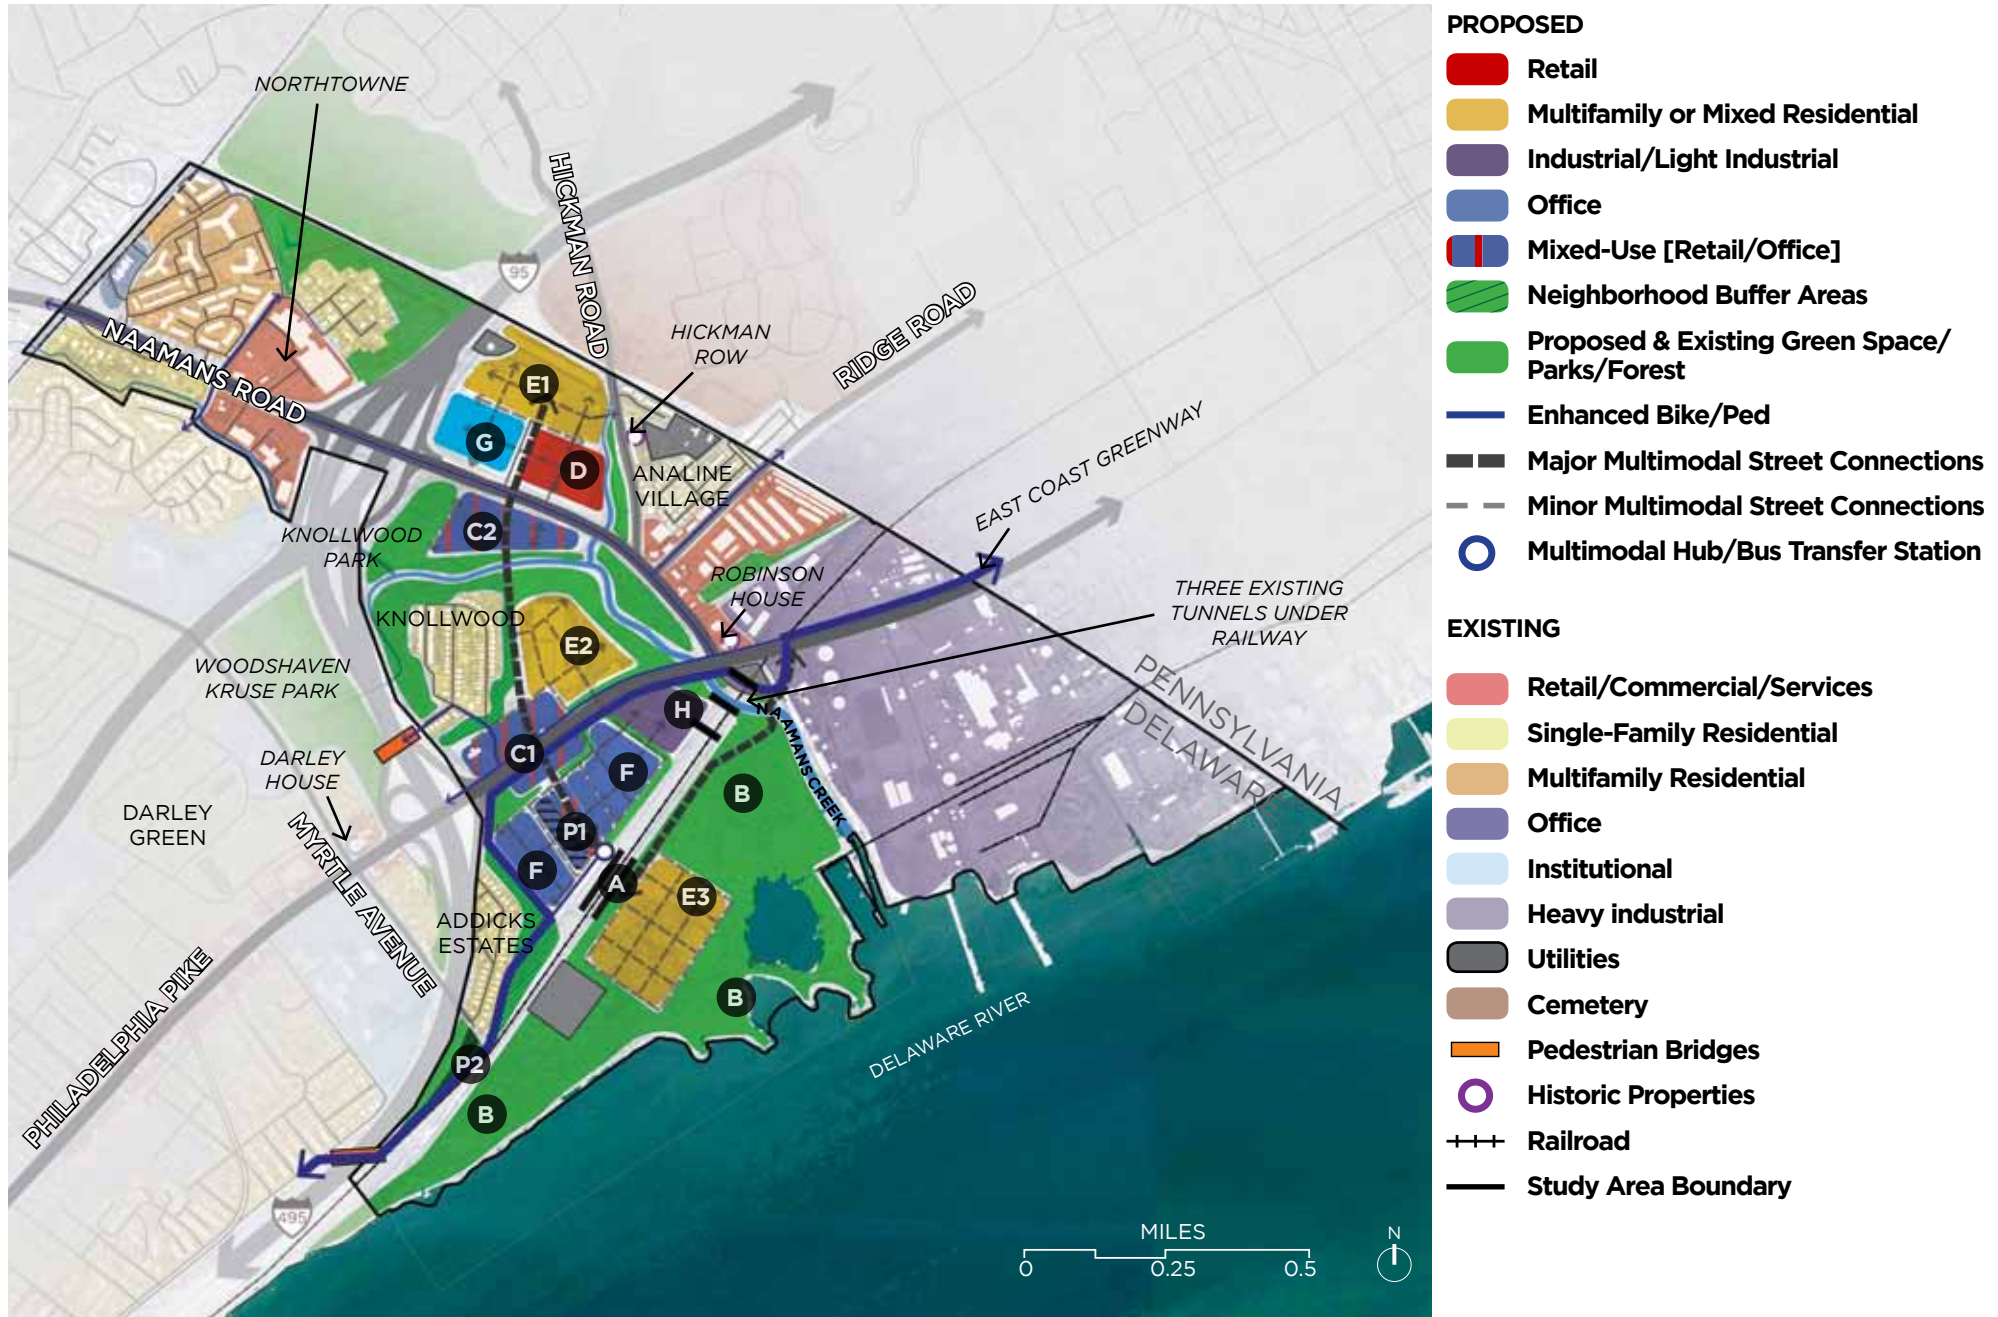 NORTHTOWNE
HICKMAN ROAD
95
NAAMANS ROAD
HICKMAN
ROW
RIDGE ROAD
E1
G
D
ANALINE
VILLAGE
EAST COAST GREENWAY
C2
KNOLLWOOD
PARK
ROBINSON
HOUSE
THREE EXISTING
TUNNELS UNDER
RAILWAY
KNOLLWOOD
E2
WOODSHAVEN
KRUSE PARK
PENNSYLVANIA
DELAWARE
H
NAAMANS CREEK
C1
DARLEY
HOUSE
F
B
DARLEY
GREEN
P1
MYRTLE AVENUE
F
A
E3
ADDICKS
ESTATES
B
PHILADELPHIA PIKE
DELAWARE RIVER
P2
B
495
MILES
0
0.25
0.5
N
PROPOSED
Retail
Multifamily or Mixed Residential
Industrial/Light Industrial
Office
Mixed-Use [Retail/Office]
Neighborhood Buffer Areas
Proposed & Existing Green Space/
Parks/Forest
Enhanced Bike/Ped
Major Multimodal Street Connections
Minor Multimodal Street Connections
Multimodal Hub/Bus Transfer Station
EXISTING
Retail/Commercial/Services
Single-Family Residential
Multifamily Residential
Office
Institutional
Heavy industrial
Utilities
Cemetery
Pedestrian Bridges
Historic Properties
Railroad
Study Area Boundary